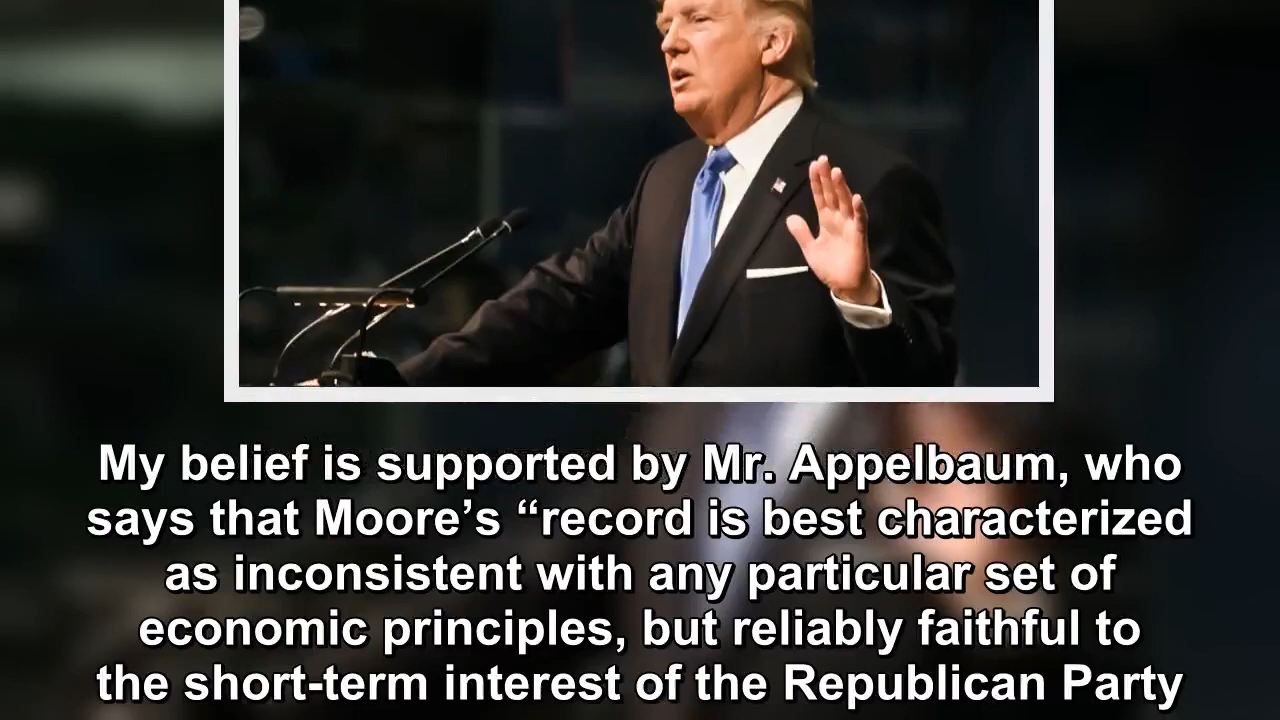 My belief is supported by Mr. Appelbaum, who
says that Moore’s “record is best characterized
as inconsistent with any particular set of
economic principles, but reliably faithful to
the short-term interest of the Republican Party